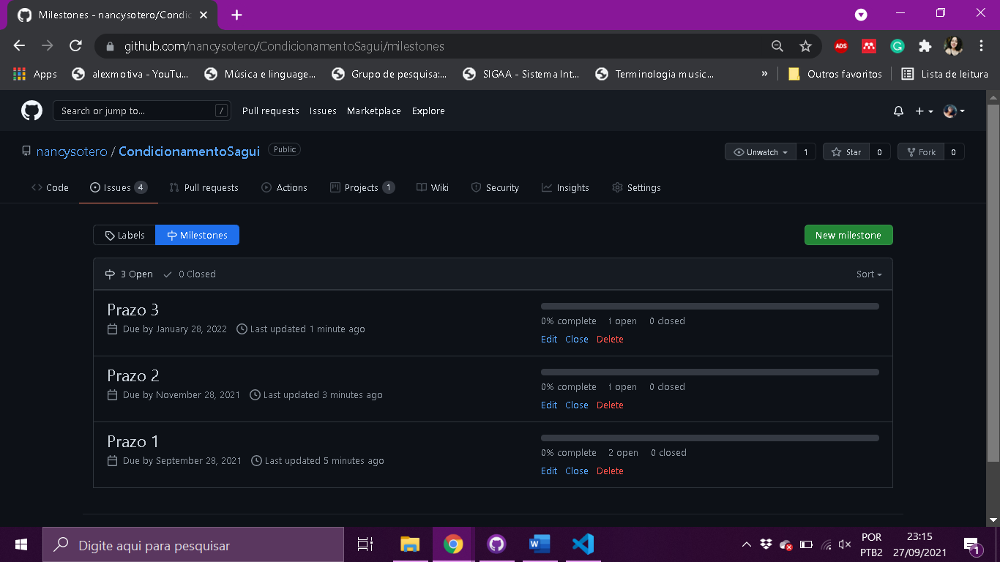 Milestones - nancysotero/Condic
github.com/nancysotero/CondicionamentoSagui/milestones
ADS
G
Apps alexmotiva - YouTu... Música e linguage... Grupo de pesquisa:... SIGAA - Sistema Int... Terminologia music... » Outros favoritos Lista de leitura
Search or jump to... / Pull requests Issues Marketplace Explore
nancysotero / CondicionamentoSagui Public Unwatch 1 Star 0 Fork 0
Code Issues 4 Pull requests Actions Projects 1 Wiki Security Insights Settings
Labels Milestones New milestone
3 Open 0 Closed Sort
Prazo 3
Due by January 28, 2022 Last updated 1 minute ago
0% complete 1 open 0 closed
Edit Close Delete
Prazo 2
Due by November 28, 2021 Last updated 3 minutes ago
0% complete 1 open 0 closed
Edit Close Delete
Prazo 1
Due by September 28, 2021 Last updated 5 minutes ago
0% complete 2 open 0 closed
Edit Close Delete
Digite aqui para pesquisar
W
POR
PTB2
23:15
27/09/2021
1